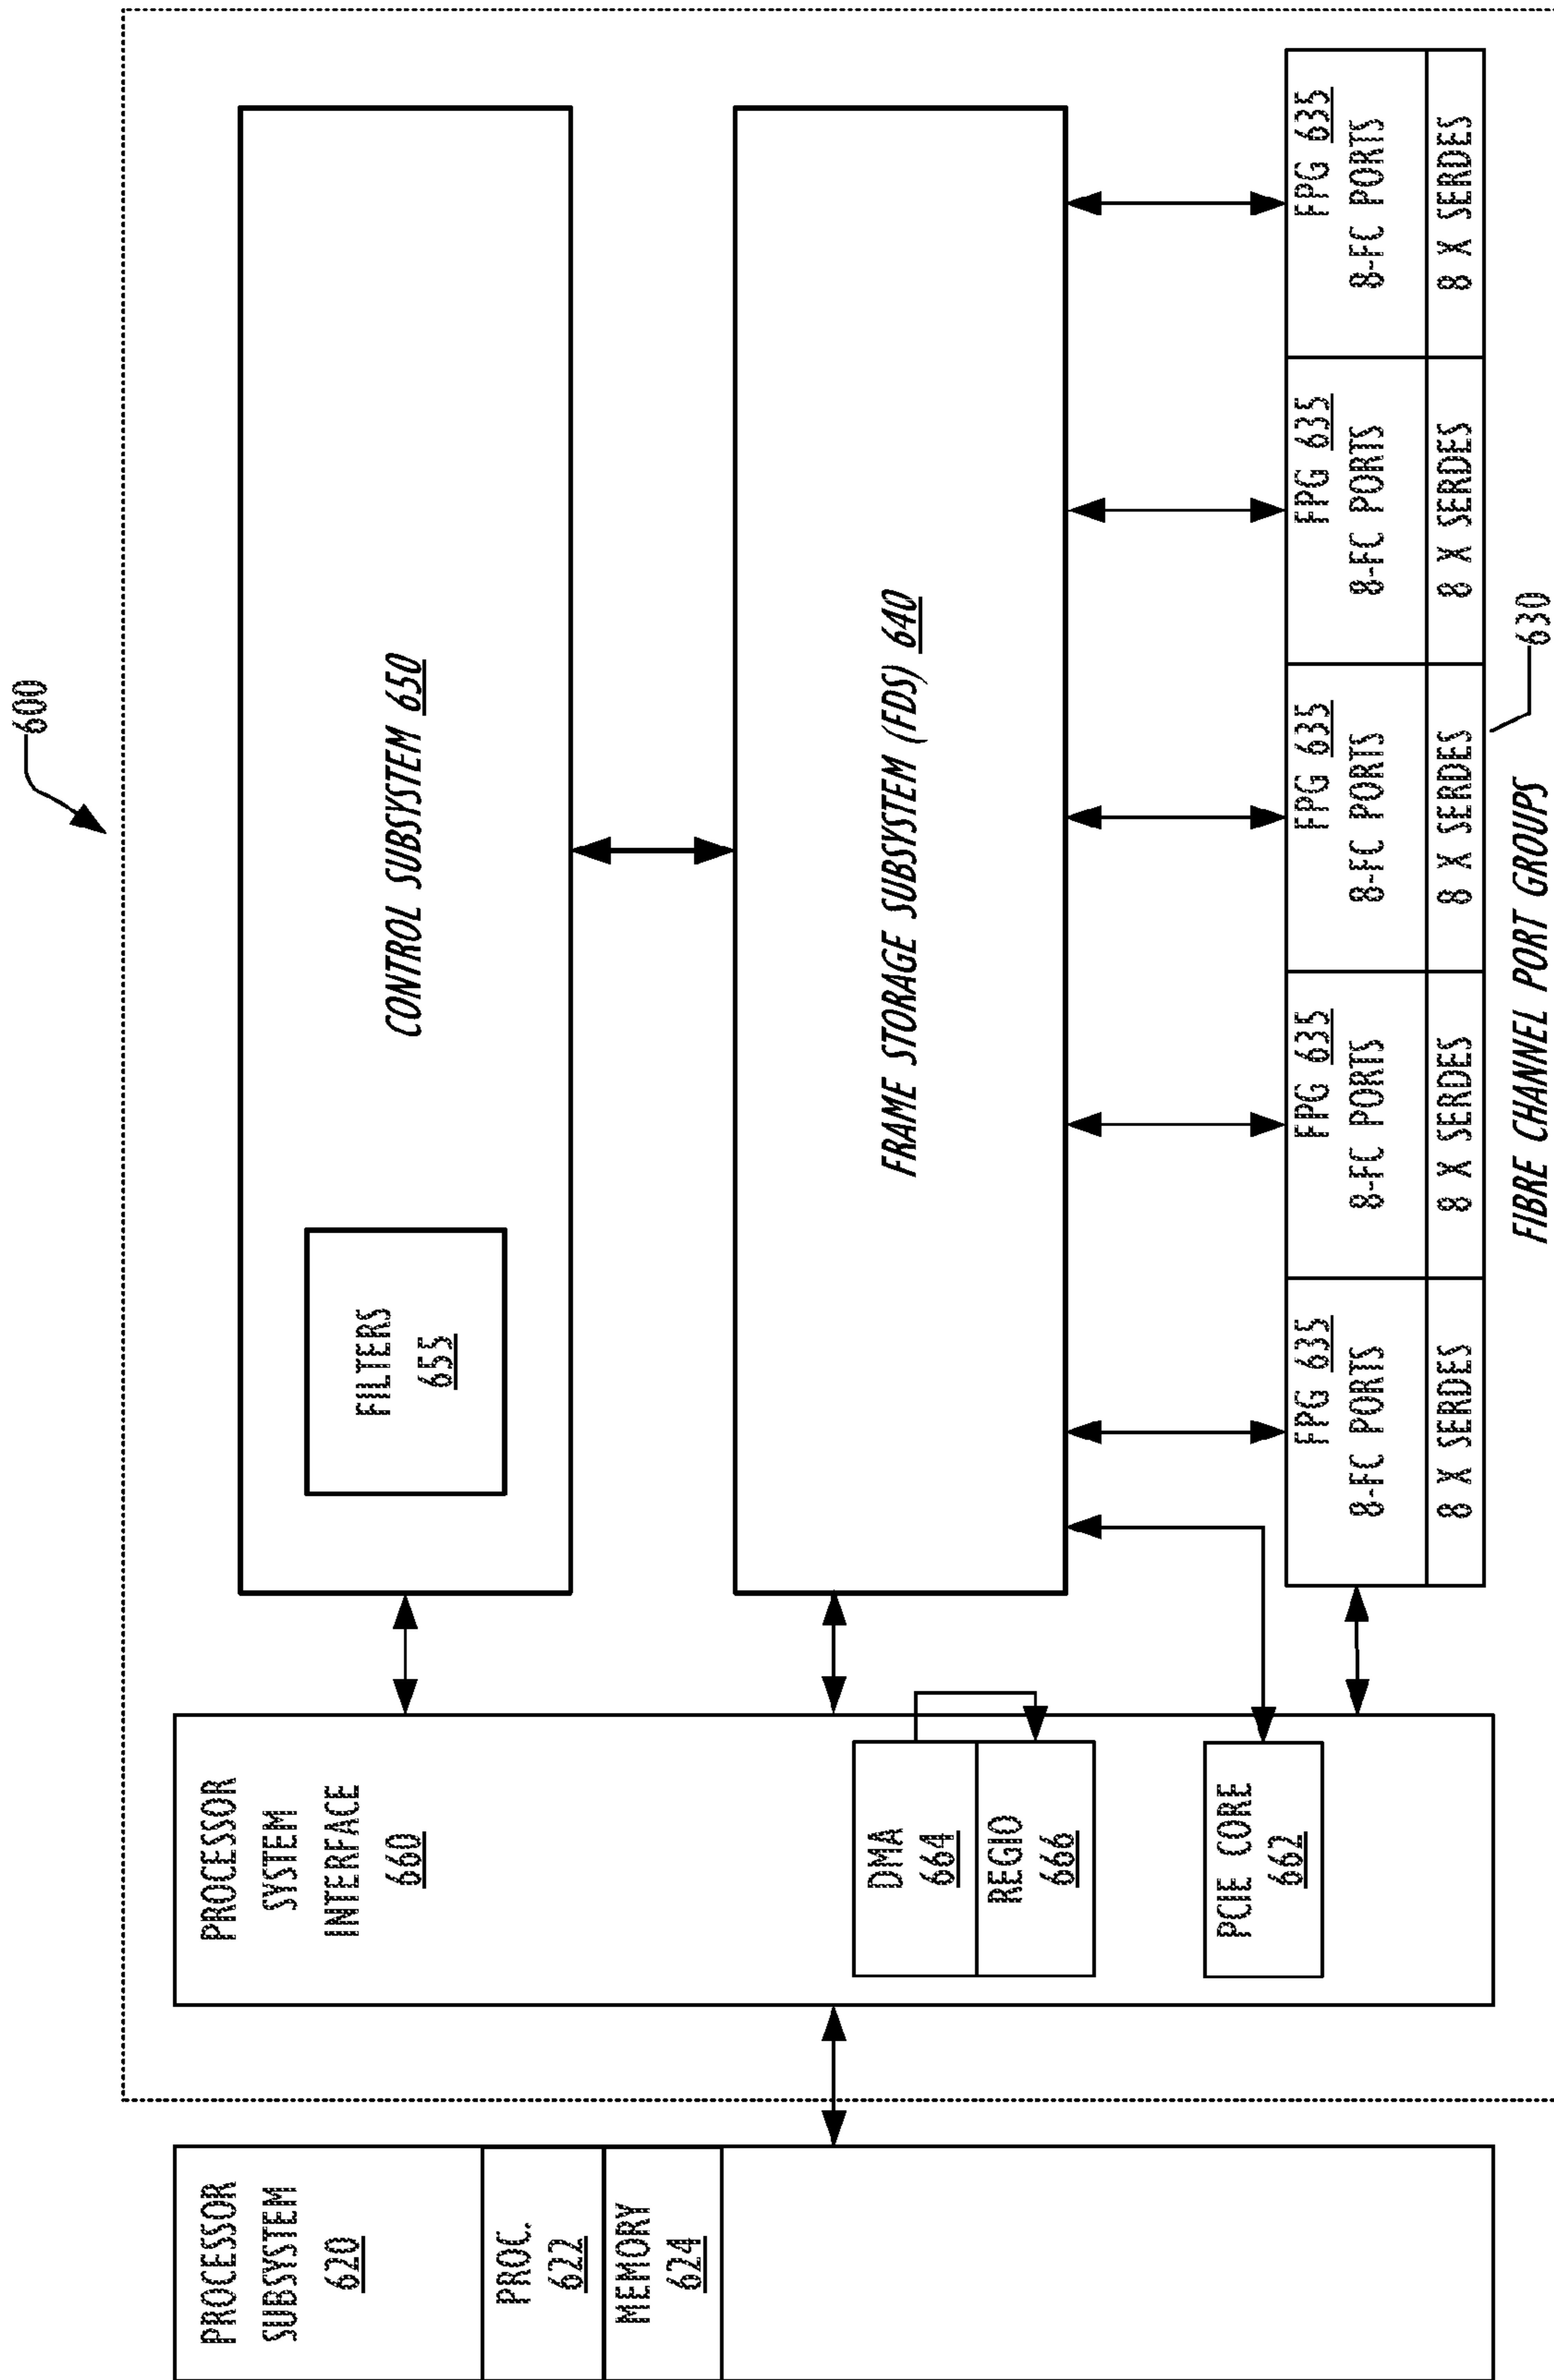 600
PROCESSOR
SUBSYSTEM
620
PROC.
622
MEMORY
624
PROCESSOR
SYSTEM
INTERFACE
660
DMA
664
REGIO
666
PCIE CORE
662
FILTERS
655
CONTROL SUBSYSTEM 650
FRAME STORAGE SUBSYSTEM (FDS) 640
FPG 635
8-FC PORTS
8 X SERDES
FPG 635
8-FC PORTS
8 X SERDES
FPG 635
8-FC PORTS
8 X SERDES
FPG 635
8-FC PORTS
8 X SERDES
FPG 635
8-FC PORTS
8 X SERDES
FIBRE CHANNEL PORT GROUPS
630